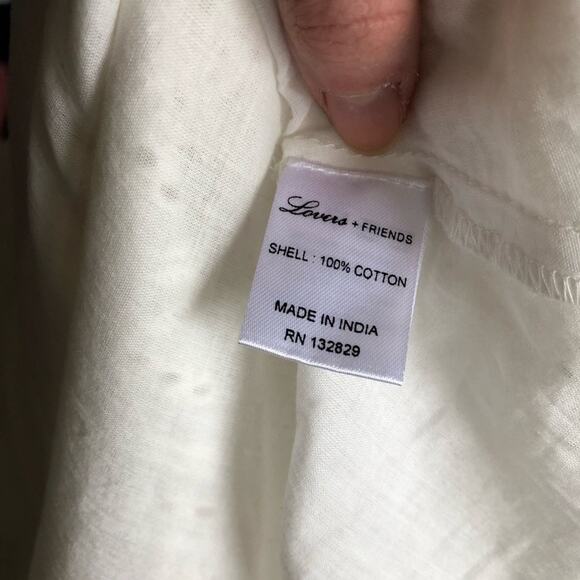 Lovers + FRIENDS
SHELL : 100% COTTON
MADE IN INDIA
RN 132829